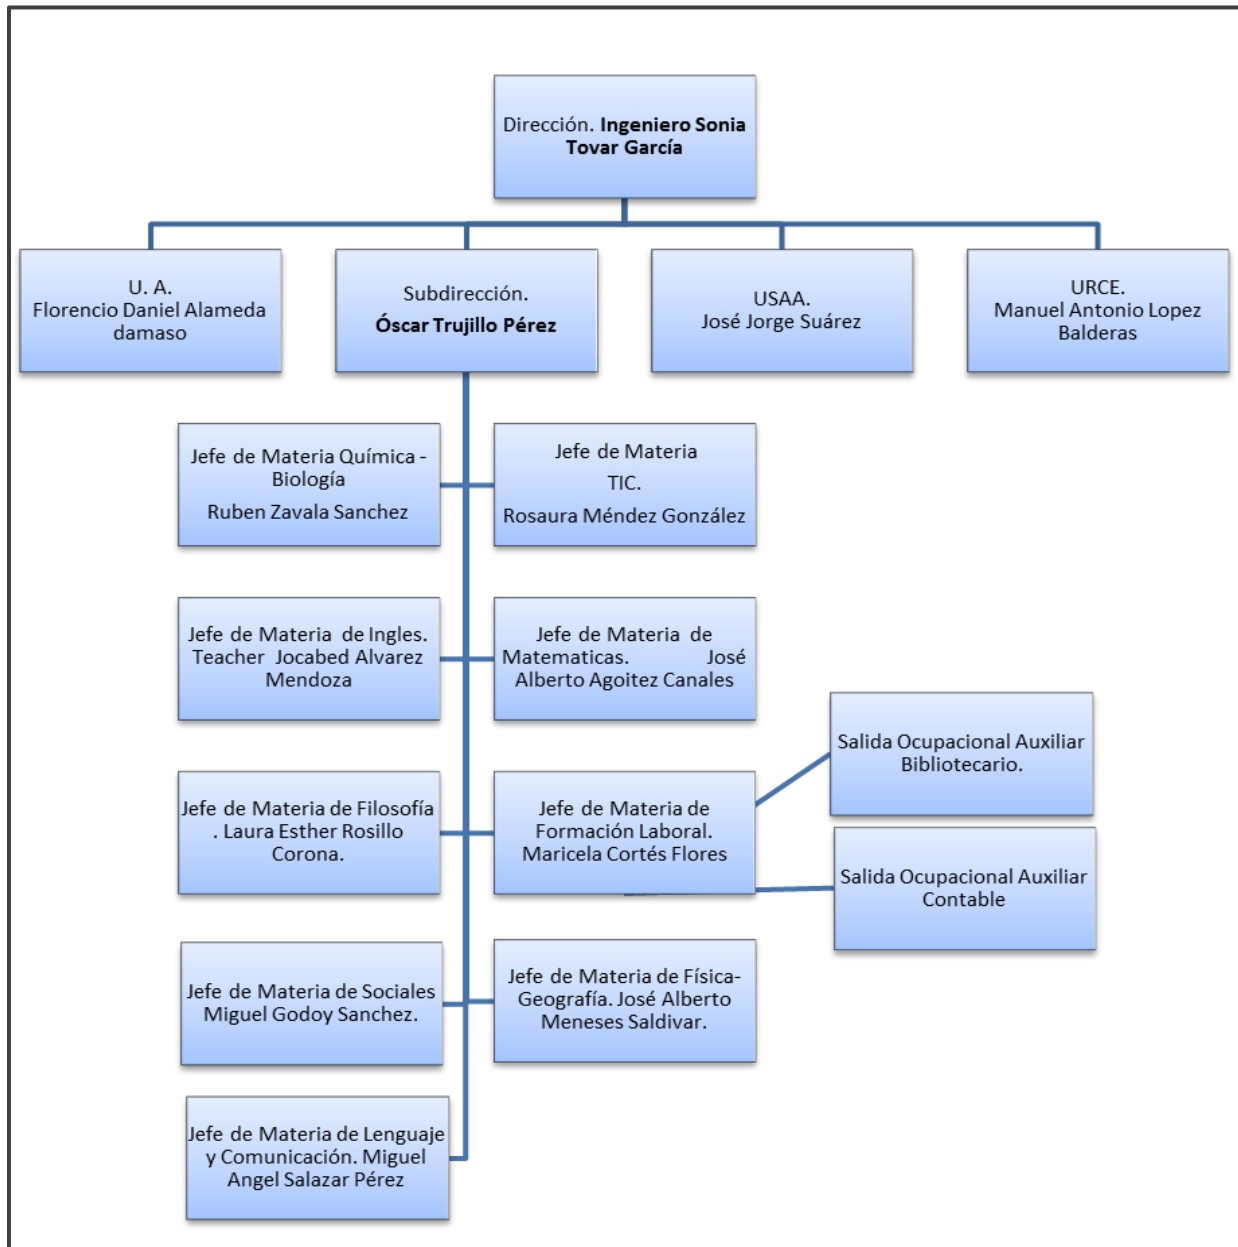 Dirección. Ingeniero Sonia
Tovar García
U. A.
Florencio Daniel Alameda
damaso
Subdirección.
Óscar Trujillo Pérez
USAA.
José Jorge Suárez
URCE.
Manuel Antonio Lopez
Balderas
Jefe de Materia Química -
Biología
Ruben Zavala Sanchez
Jefe de Materia
TIC.
Rosaura Méndez González
Jefe de Materia de Ingles.
Teacher Jocabed Alvarez
Mendoza
Jefe de Materia de
Matematicas. José
Alberto Agoitez Canales
Salida Ocupacional Auxiliar
Bibliotecario.
Jefe de Materia de Filosofía
. Laura Esther Rosillo
Corona.
Jefe de Materia de
Formación Laboral.
Maricela Cortés Flores
Salida Ocupacional Auxiliar
Contable
Jefe de Materia de Sociales
Miguel Godoy Sanchez.
Jefe de Materia de Física-
Geografía. José Alberto
Meneses Saldivar.
Jefe de Materia de Lenguaje
y Comunicación. Miguel
Angel Salazar Pérez